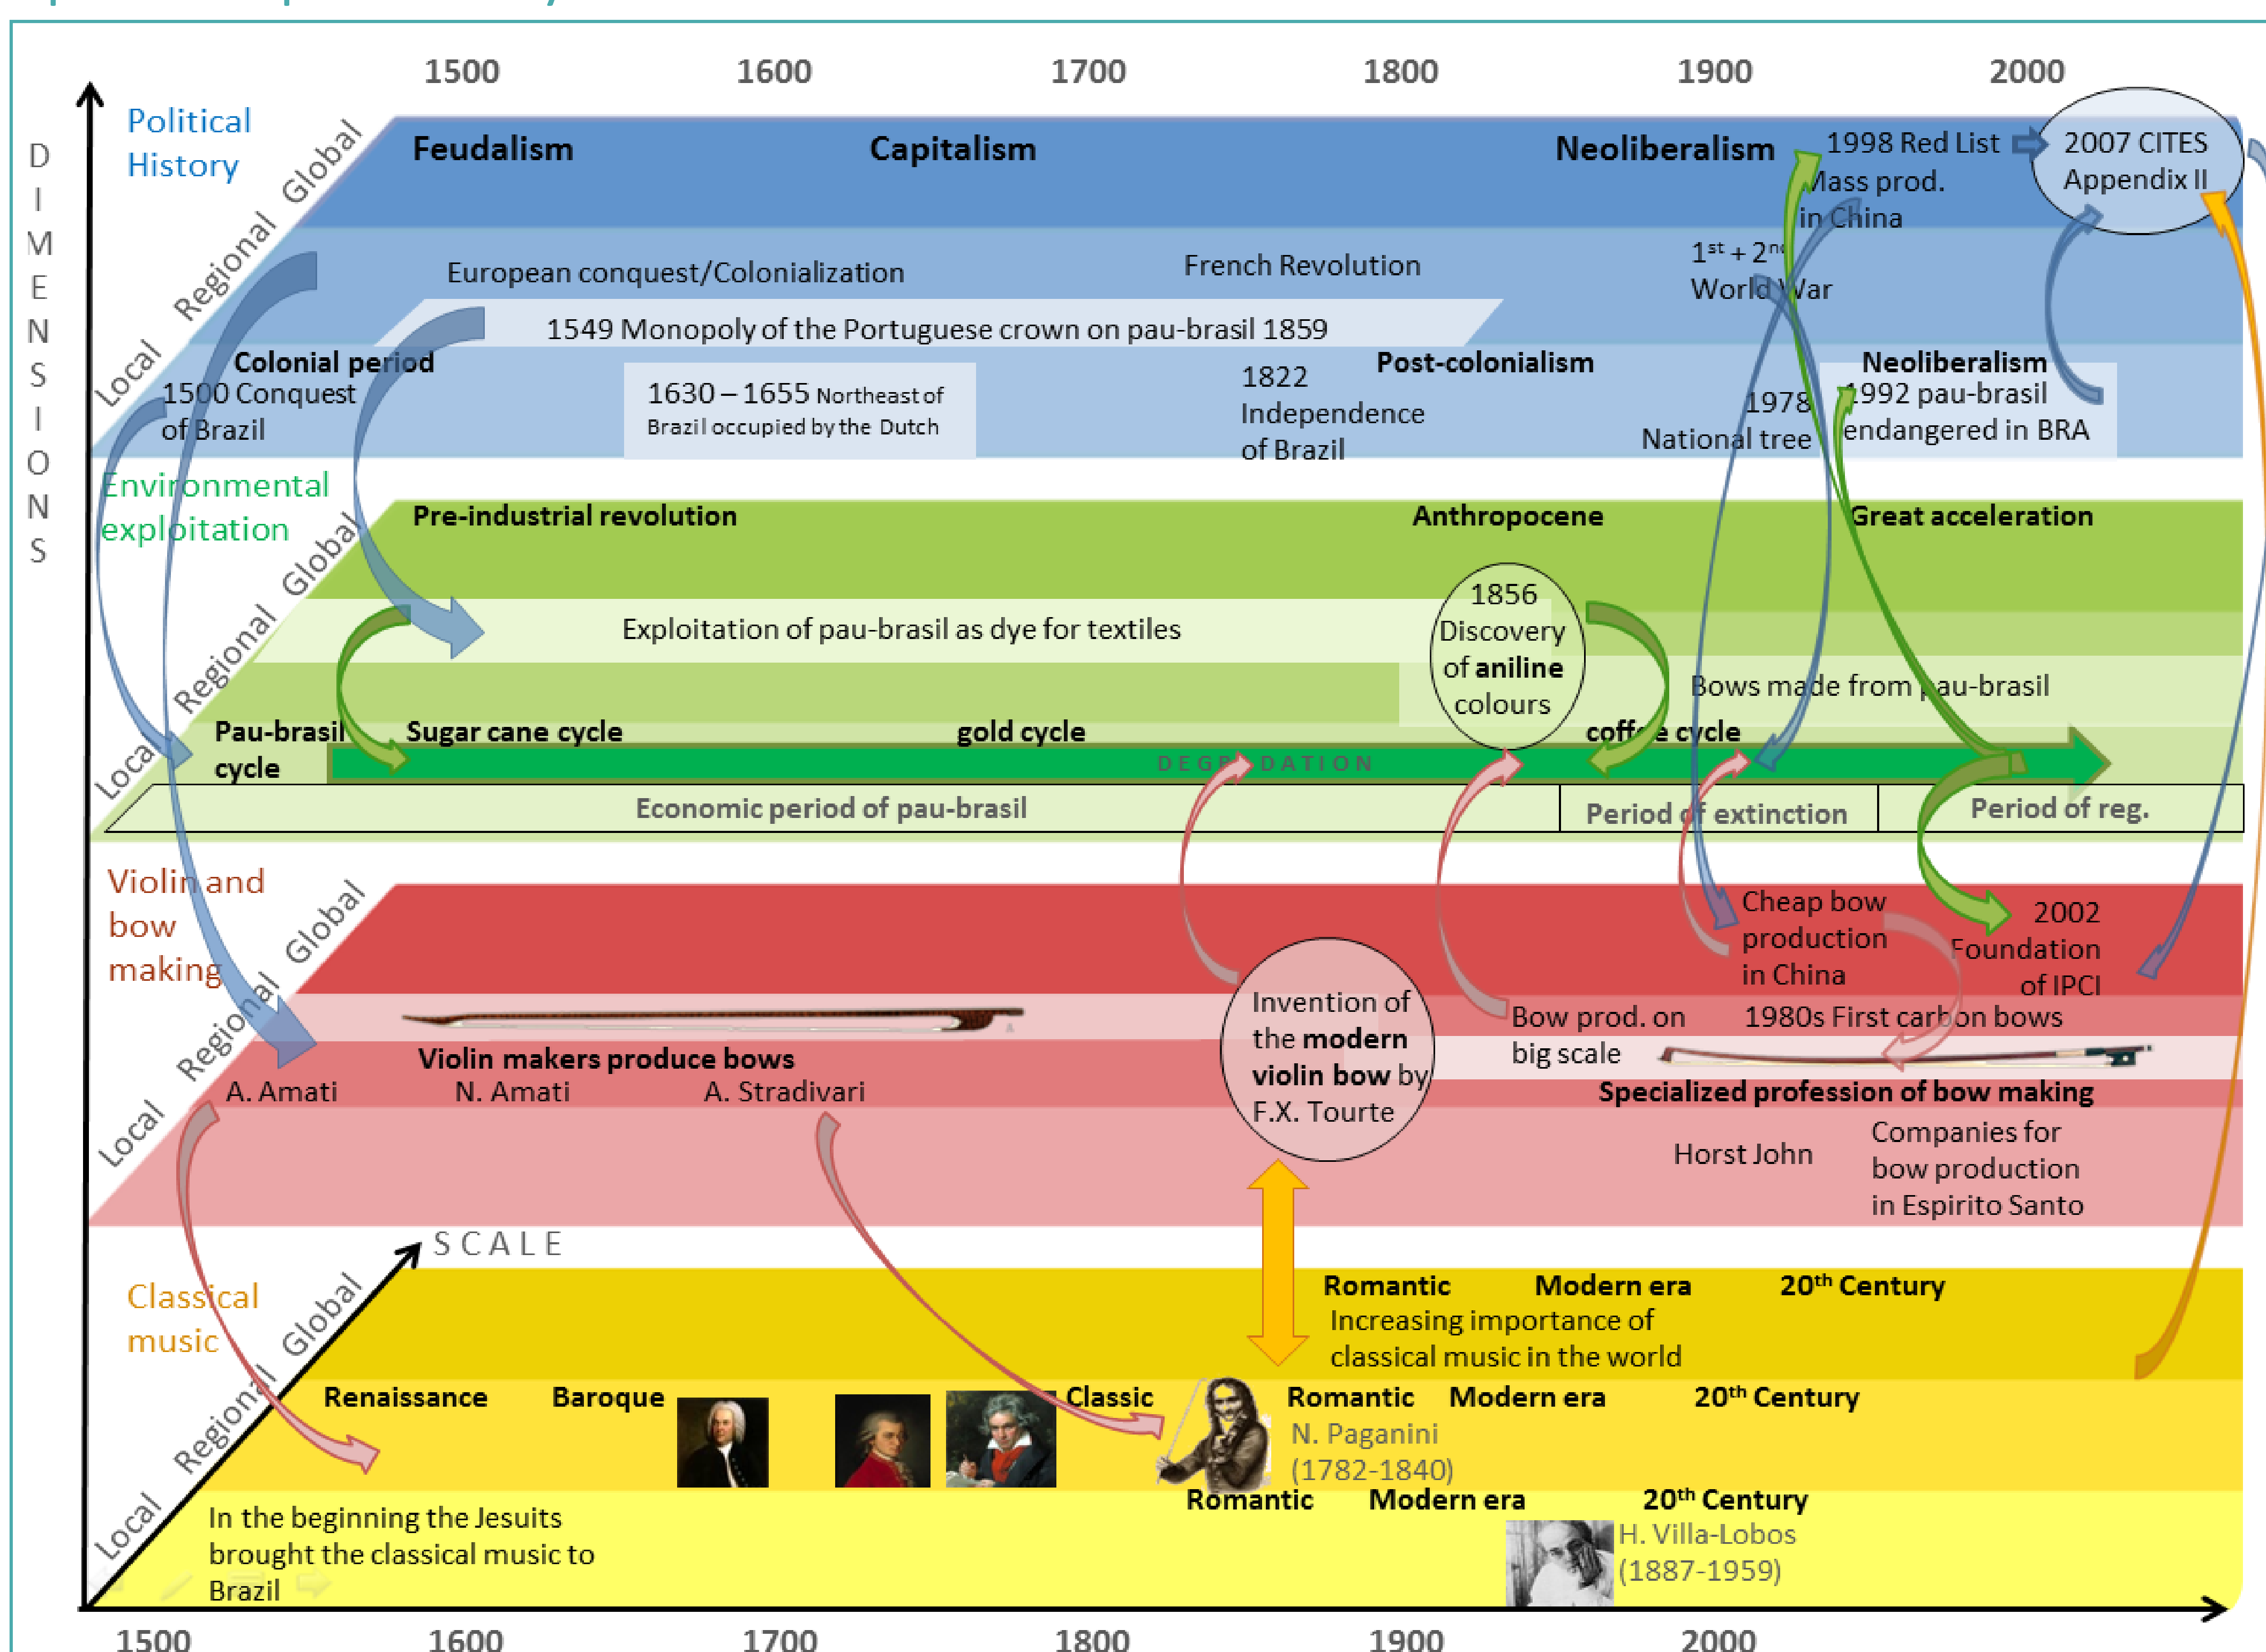 1500 1600 1700 1800 1900 2000
DIMENSIONS
Political
History
Global
Regional
Local
Feudalism
Capitalism
Neoliberalism
1998 Red List
Mass prod.
in China
2007 CITES
Appendix II
European conquest/Colonialization
French Revolution
1st + 2nd
World War
1549 Monopoly of the Portuguese crown on pau-brasil 1859
Colonial period
1500 Conquest
of Brazil
1630 – 1655 Northeast of
Brazil occupied by the Dutch
1822
Independence
of Brazil
Post-colonialism
1978
National tree
Neoliberalism
1992 pau-brasil
endangered in BRA
Environmental
exploitation
Global
Regional
Local
Pre-industrial revolution
Anthropocene
Great acceleration
Exploitation of pau-brasil as dye for textiles
1856
Discovery
of aniline
colours
Bows made from pau-brasil
Pau-brasil
cycle
Sugar cane cycle
gold cycle
coffee cycle
DEGRADATION
Economic period of pau-brasil
Period of extinction
Period of reg.
Violin and
bow
making
Global
Regional
Local
Cheap bow
production
in China
2002
Foundation
of IPCI
Invention of
the modern
violin bow by
F.X. Tourte
Bow prod. on
big scale
1980s First carbon bows
Violin makers produce bows
A. Amati
N. Amati
A. Stradivari
Specialized profession of bow making
Horst John
Companies for
bow production
in Espirito Santo
SCALE
Classical
music
Global
Regional
Local
Romantic Modern era 20th Century
Increasing importance of
classical music in the world
Renaissance Baroque Classic Romantic Modern era 20th Century
N. Paganini
(1782-1840)
Romantic Modern era 20th Century
In the beginning the Jesuits
brought the classical music to
Brazil
H. Villa-Lobos
(1887-1959)
1500 1600 1700 1800 1900 2000